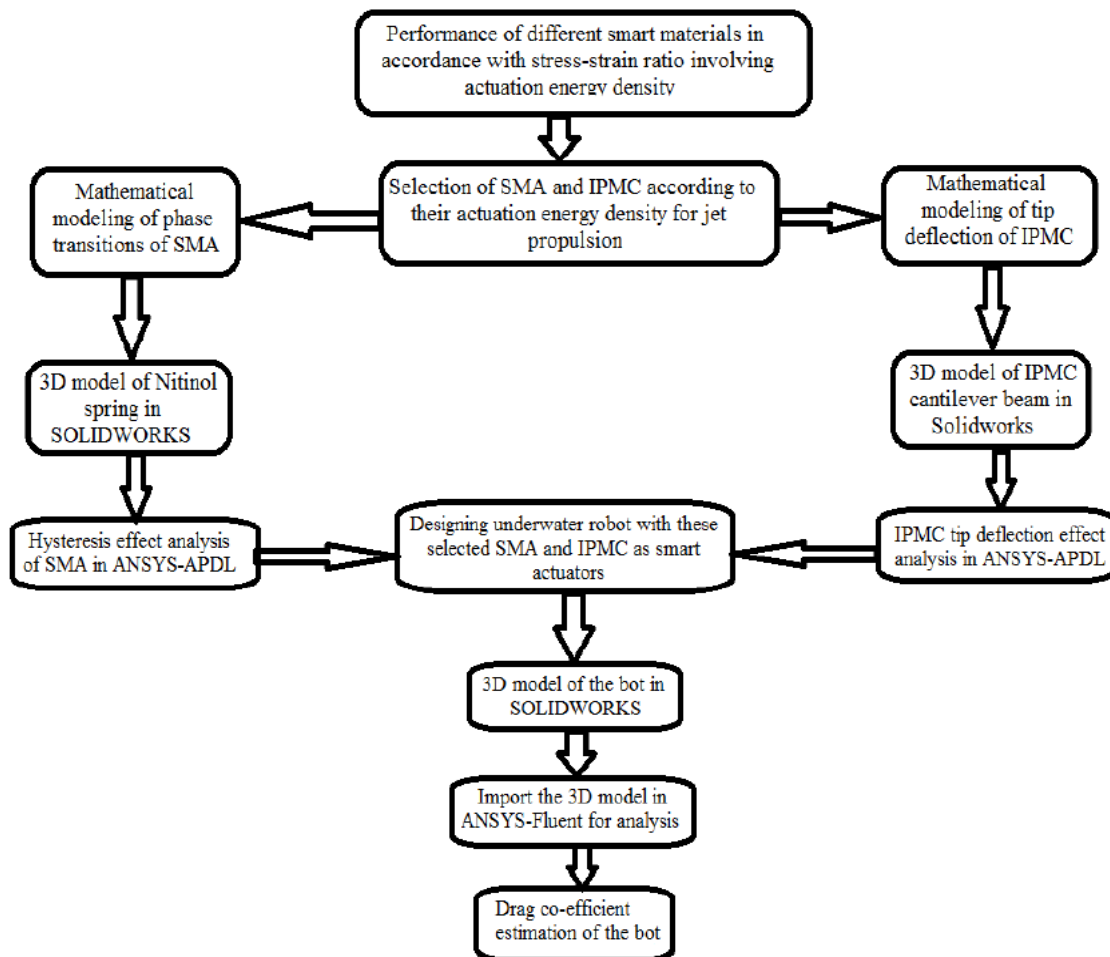 Performance of different smart materials in
accordance with stress-strain ratio involving
actuation energy density
Mathematical
modeling of phase
transitions of SMA
Selection of SMA and IPMC according to
their actuation energy density for jet
propulsion
Mathematical
modeling of tip
deflection of IPMC
3D model of Nitinol
spring in
SOLIDWORKS
3D model of IPMC
cantilever beam in
Solidworks
Hysteresis effect analysis
of SMA in ANSYS-APDL
Designing underwater robot with these
selected SMA and IPMC as smart
actuators
IPMC tip deflection effect
analysis in ANSYS-APDL
3D model of the bot in
SOLIDWORKS
Import the 3D model in
ANSYS-Fluent for analysis
Drag co-efficient
estimation of the bot